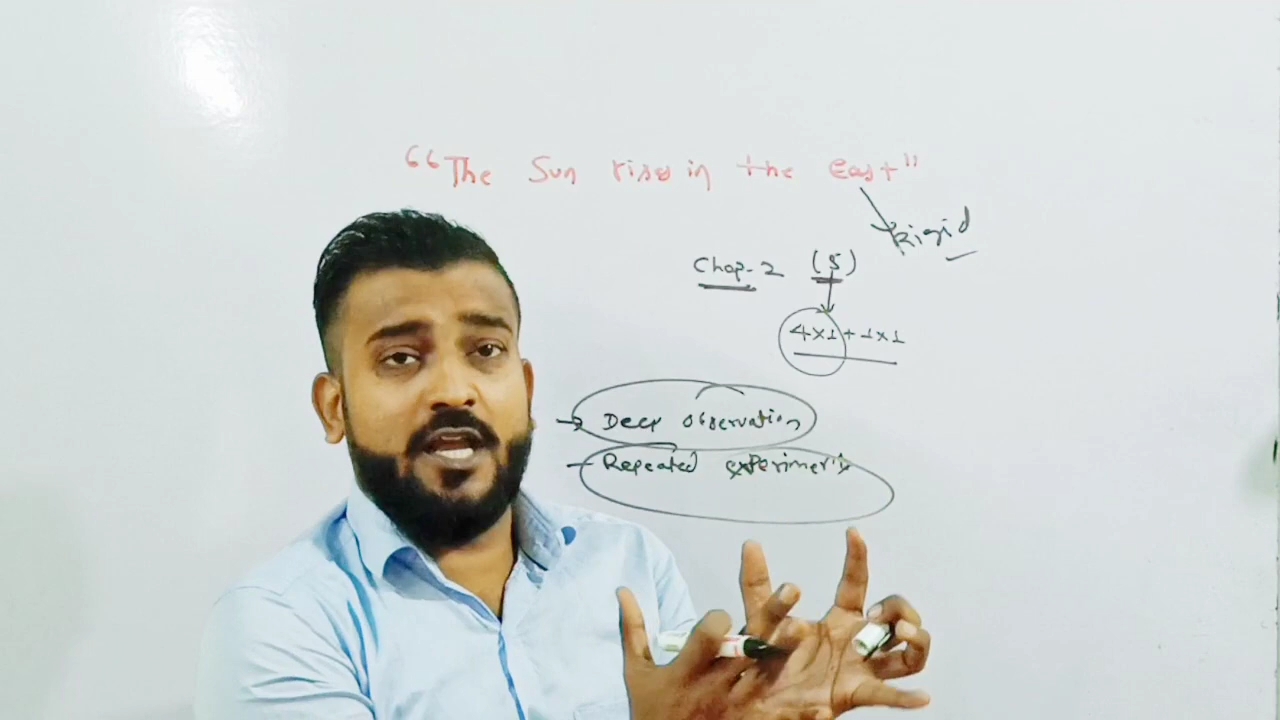 “The Sun rises in the east”
Rigid
Chap-2 (5)
4x1 + 1x1
→ Deep observation
– Repeated experiments